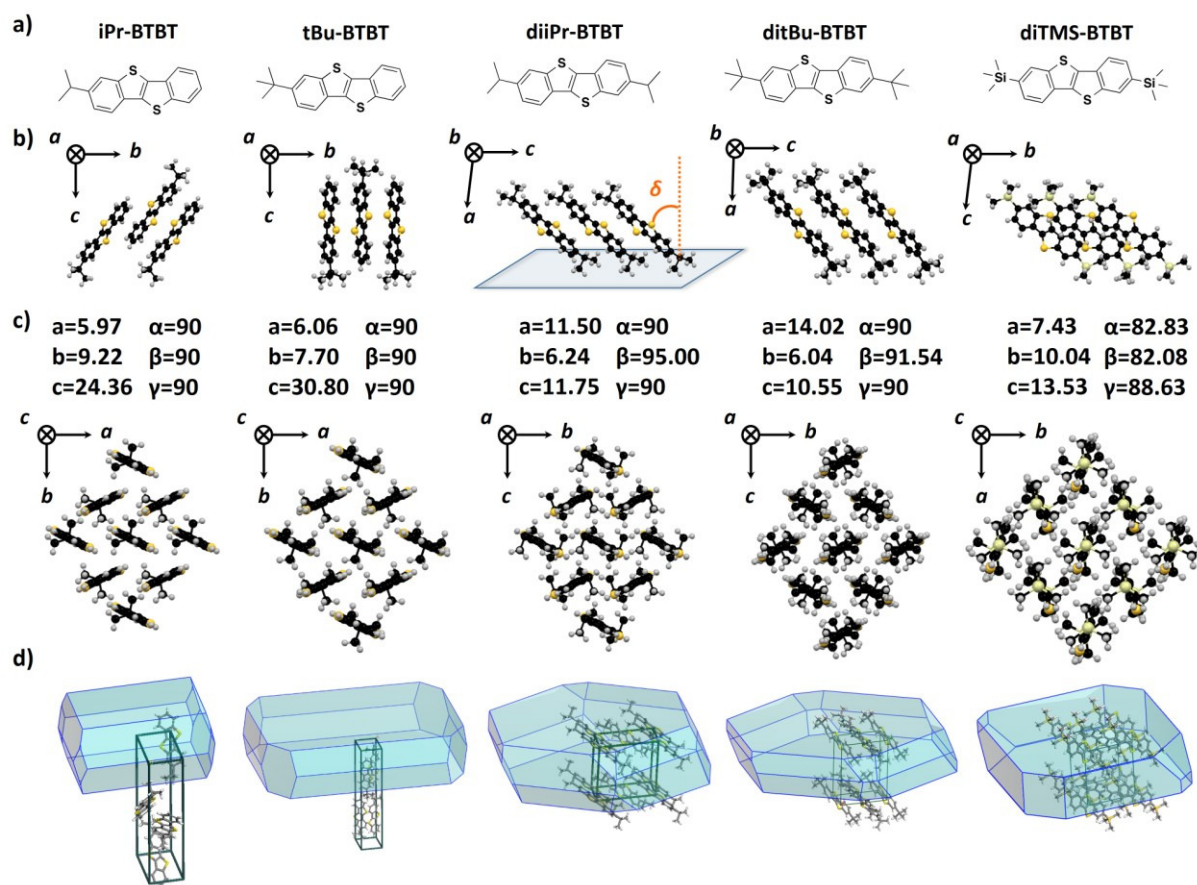 a)
iPr-BTBT tBu-BTBT diiPr-BTBT ditBu-BTBT diTMS-BTBT
S S S S S
S S S S S
Si Si
b)
a b a b b c b c a b
δ
c c a a c
c)
a=5.97 α=90 a=6.06 α=90 a=11.50 α=90 a=14.02 α=90 a=7.43 α=82.83
b=9.22 β=90 b=7.70 β=90 b=6.24 β=95.00 b=6.04 β=91.54 b=10.04 β=82.08
c=24.36 γ=90 c=30.80 γ=90 c=11.75 γ=90 c=10.55 γ=90 c=13.53 γ=88.63
c a c a a b a b c b
b b c c a
d)